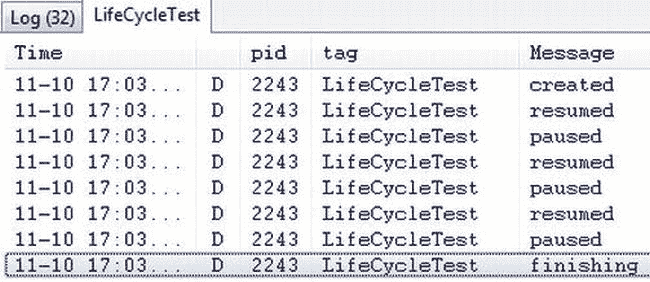 Log (32) LifeCycleTest
Time pid tag Message
11-10 17:03... D 2243 LifeCycleTest created
11-10 17:03... D 2243 LifeCycleTest resumed
11-10 17:03... D 2243 LifeCycleTest paused
11-10 17:03... D 2243 LifeCycleTest resumed
11-10 17:03... D 2243 LifeCycleTest paused
11-10 17:03... D 2243 LifeCycleTest resumed
11-10 17:03... D 2243 LifeCycleTest paused
11-10 17:03... D 2243 LifeCycleTest finishing